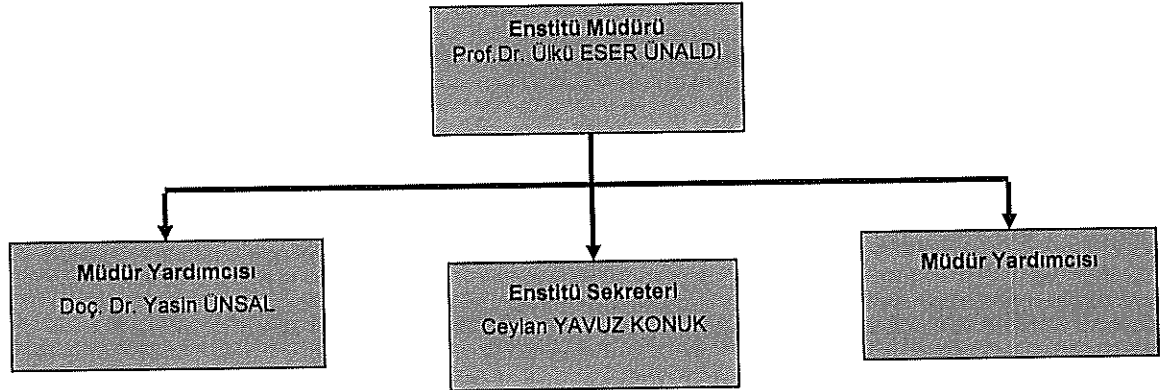 Enstitü Müdürü
Prof.Dr. Ülkü ESER ÜNALDI
Müdür Yardımcısı
Doç. Dr. Yasin ÜNSAL
Enstitü Sekreteri
Ceylan YAVUZ KONUK
Müdür Yardımcısı